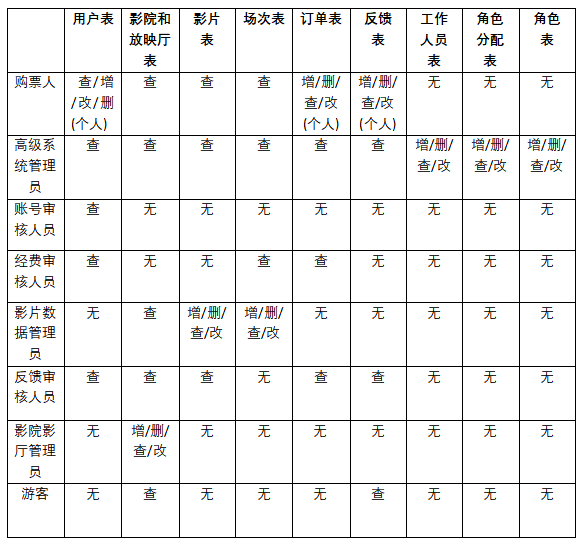 用户表 影院和放映厅表 影片表 场次表 订单表 反馈表 工作人员表 角色分配表 角色表
购票人 查/增/改/删(个人) 查 查 查 增/删/查/改(个人) 增/删/查/改(个人) 无 无 无
高级系统管理员 查 查 查 查 查 查 增/删/查/改 增/删/查/改 增/删/查/改
账号审核人员 查 无 无 无 无 无 无 无 无
经费审核人员 查 无 无 查 查 无 无 无 无
影片数据管理员 无 查 增/删/查/改 增/删/查/改 无 无 无 无 无
反馈审核人员 查 查 查 无 查 查 无 无 无
影院影厅管理员 无 增/删/查/改 无 无 无 无 无 无 无
游客 无 查 无 无 无 查 无 无 无